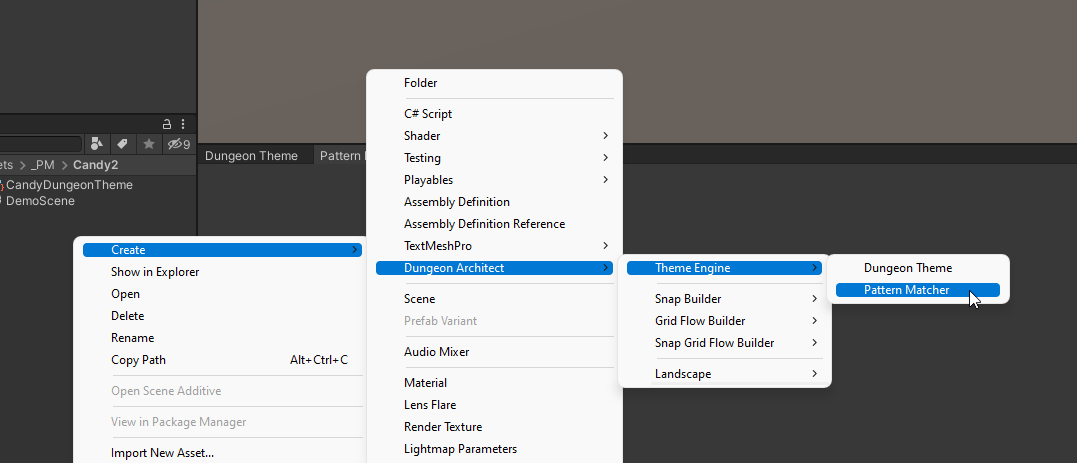 9
ets > _PM > Candy2
CandyDungeonTheme
DemoScene
Dungeon Theme
Pattern
Create
Show in Explorer
Open
Delete
Rename
Copy Path Alt+Ctrl+C
Open Scene Additive
View in Package Manager
Import New Asset...
Folder
C# Script
Shader
Testing
Playables
Assembly Definition
Assembly Definition Reference
TextMeshPro
Dungeon Architect
Scene
Prefab Variant
Audio Mixer
Material
Lens Flare
Render Texture
Lightmap Parameters
Theme Engine
Snap Builder
Grid Flow Builder
Snap Grid Flow Builder
Landscape
Dungeon Theme
Pattern Matcher